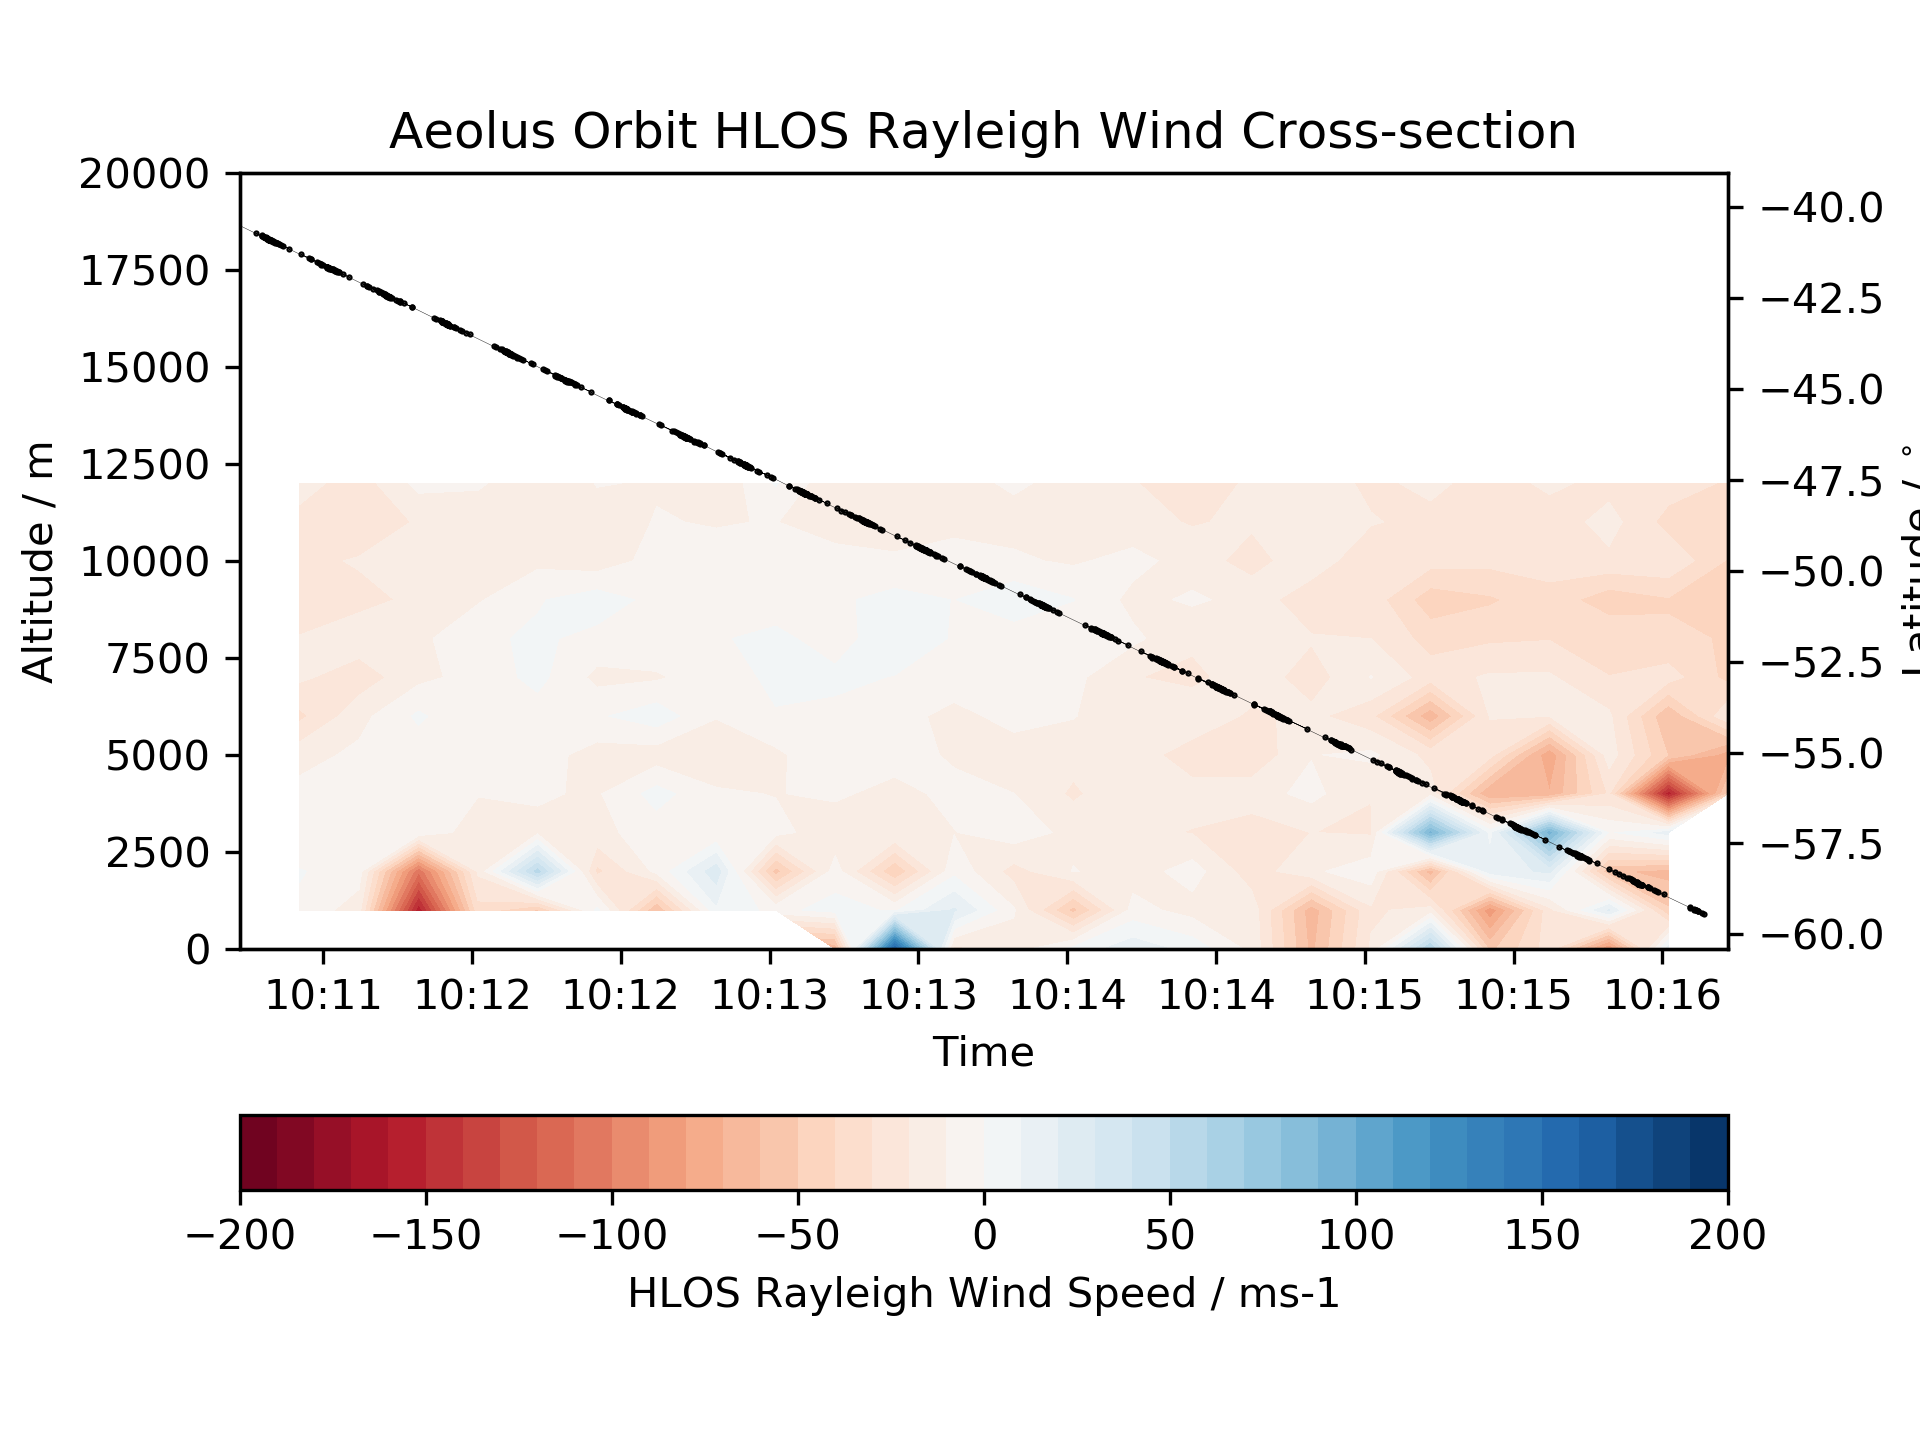 Aeolus Orbit HLOS Rayleigh Wind Cross-section
20000
17500
15000
12500
10000
7500
5000
2500
0
Altitude / m
−40.0
−42.5
−45.0
−47.5
−50.0
−52.5
−55.0
−57.5
−60.0
Latitude / °
10:11 10:12 10:12 10:13 10:13 10:14 10:14 10:15 10:15 10:16
Time
−200 −150 −100 −50 0 50 100 150 200
HLOS Rayleigh Wind Speed / ms-1